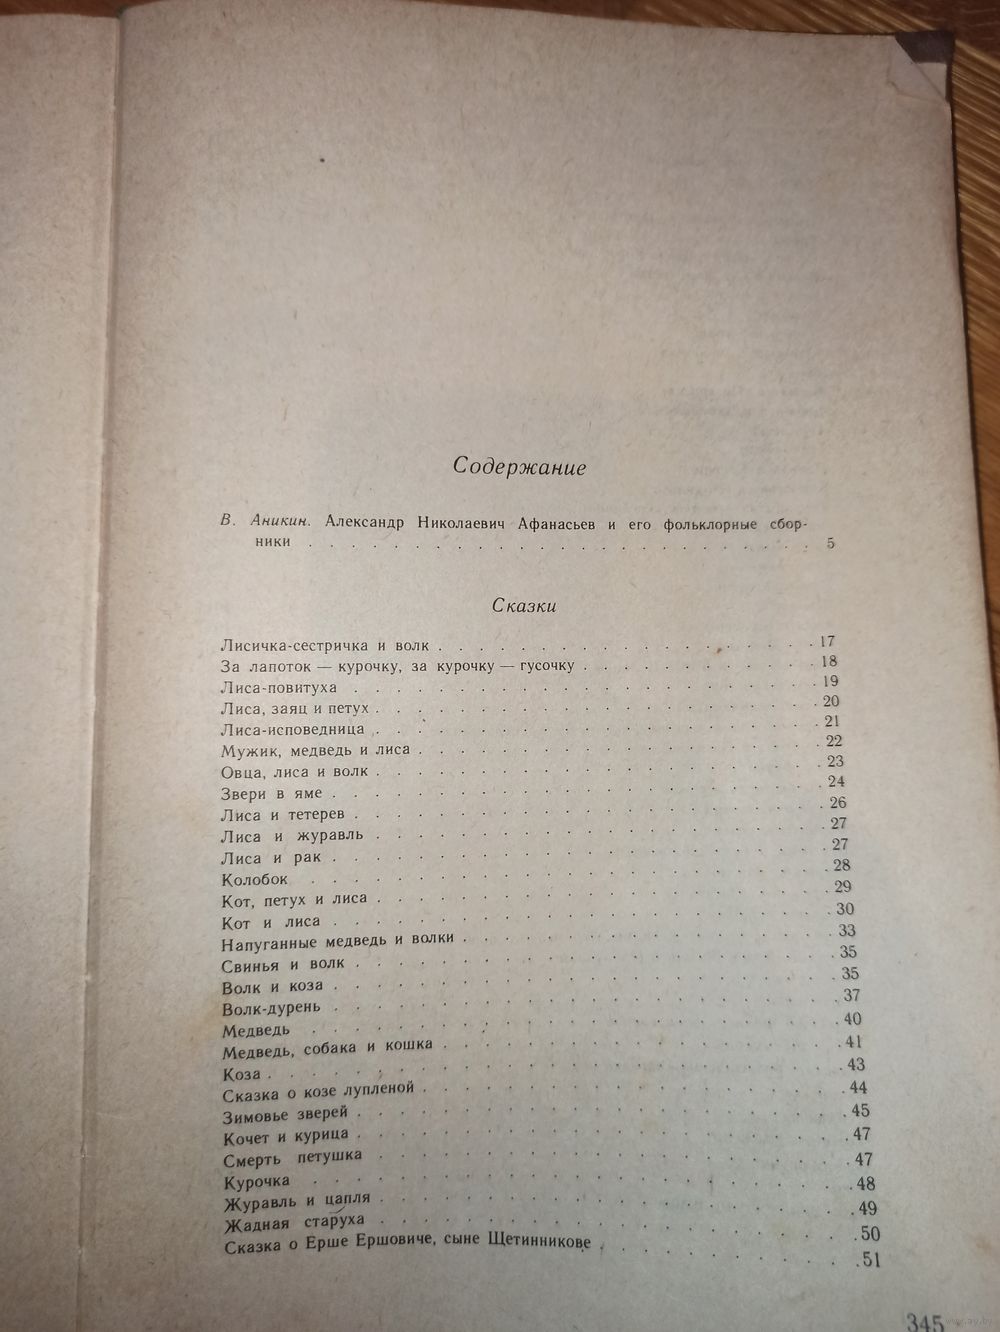 Содержание
В. Аникин. Александр Николаевич Афанасьев и его фольклорные сбор-
ники . . . . . . . . . . . . . . . . . . . . . . 5
Сказки
Лисичка-сестричка и волк . . . . . . . . . . . . . . . . 17
За лапоток — курочку, за курочку — гусочку . . . . . . . . . . 18
Лиса-повитуха . . . . . . . . . . . . . . . . . . . . 19
Лиса, заяц и петух . . . . . . . . . . . . . . . . . . . 20
Лиса-исповедница . . . . . . . . . . . . . . . . . . . 21
Мужик, медведь и лиса . . . . . . . . . . . . . . . . . 22
Овца, лиса и волк . . . . . . . . . . . . . . . . . . . 23
Звери в яме . . . . . . . . . . . . . . . . . . . . . 24
Лиса и тетерев . . . . . . . . . . . . . . . . . . . . 26
Лиса и журавль . . . . . . . . . . . . . . . . . . . . 27
Лиса и рак . . . . . . . . . . . . . . . . . . . . . 27
Колобок . . . . . . . . . . . . . . . . . . . . . . 28
Кот, петух и лиса . . . . . . . . . . . . . . . . . . . 29
Кот и лиса . . . . . . . . . . . . . . . . . . . . . 30
Напуганные медведь и волки . . . . . . . . . . . . . . . 33
Свинья и волк . . . . . . . . . . . . . . . . . . . . 35
Волк и коза . . . . . . . . . . . . . . . . . . . . . 35
Волк-дурень . . . . . . . . . . . . . . . . . . . . . 37
Медведь . . . . . . . . . . . . . . . . . . . . . . 40
Медведь, собака и кошка . . . . . . . . . . . . . . . . 41
Коза . . . . . . . . . . . . . . . . . . . . . . . . 43
Сказка о козе лупленой . . . . . . . . . . . . . . . . . 44
Зимовье зверей . . . . . . . . . . . . . . . . . . . . 45
Кочет и курица . . . . . . . . . . . . . . . . . . . . 47
Смерть петушка . . . . . . . . . . . . . . . . . . . . 47
Курочка . . . . . . . . . . . . . . . . . . . . . . 48
Журавль и цапля . . . . . . . . . . . . . . . . . . . 49
Жадная старуха . . . . . . . . . . . . . . . . . . . . 50
Сказка о Ерше Ершовиче, сыне Щетинникове . . . . . . . . . 51
345